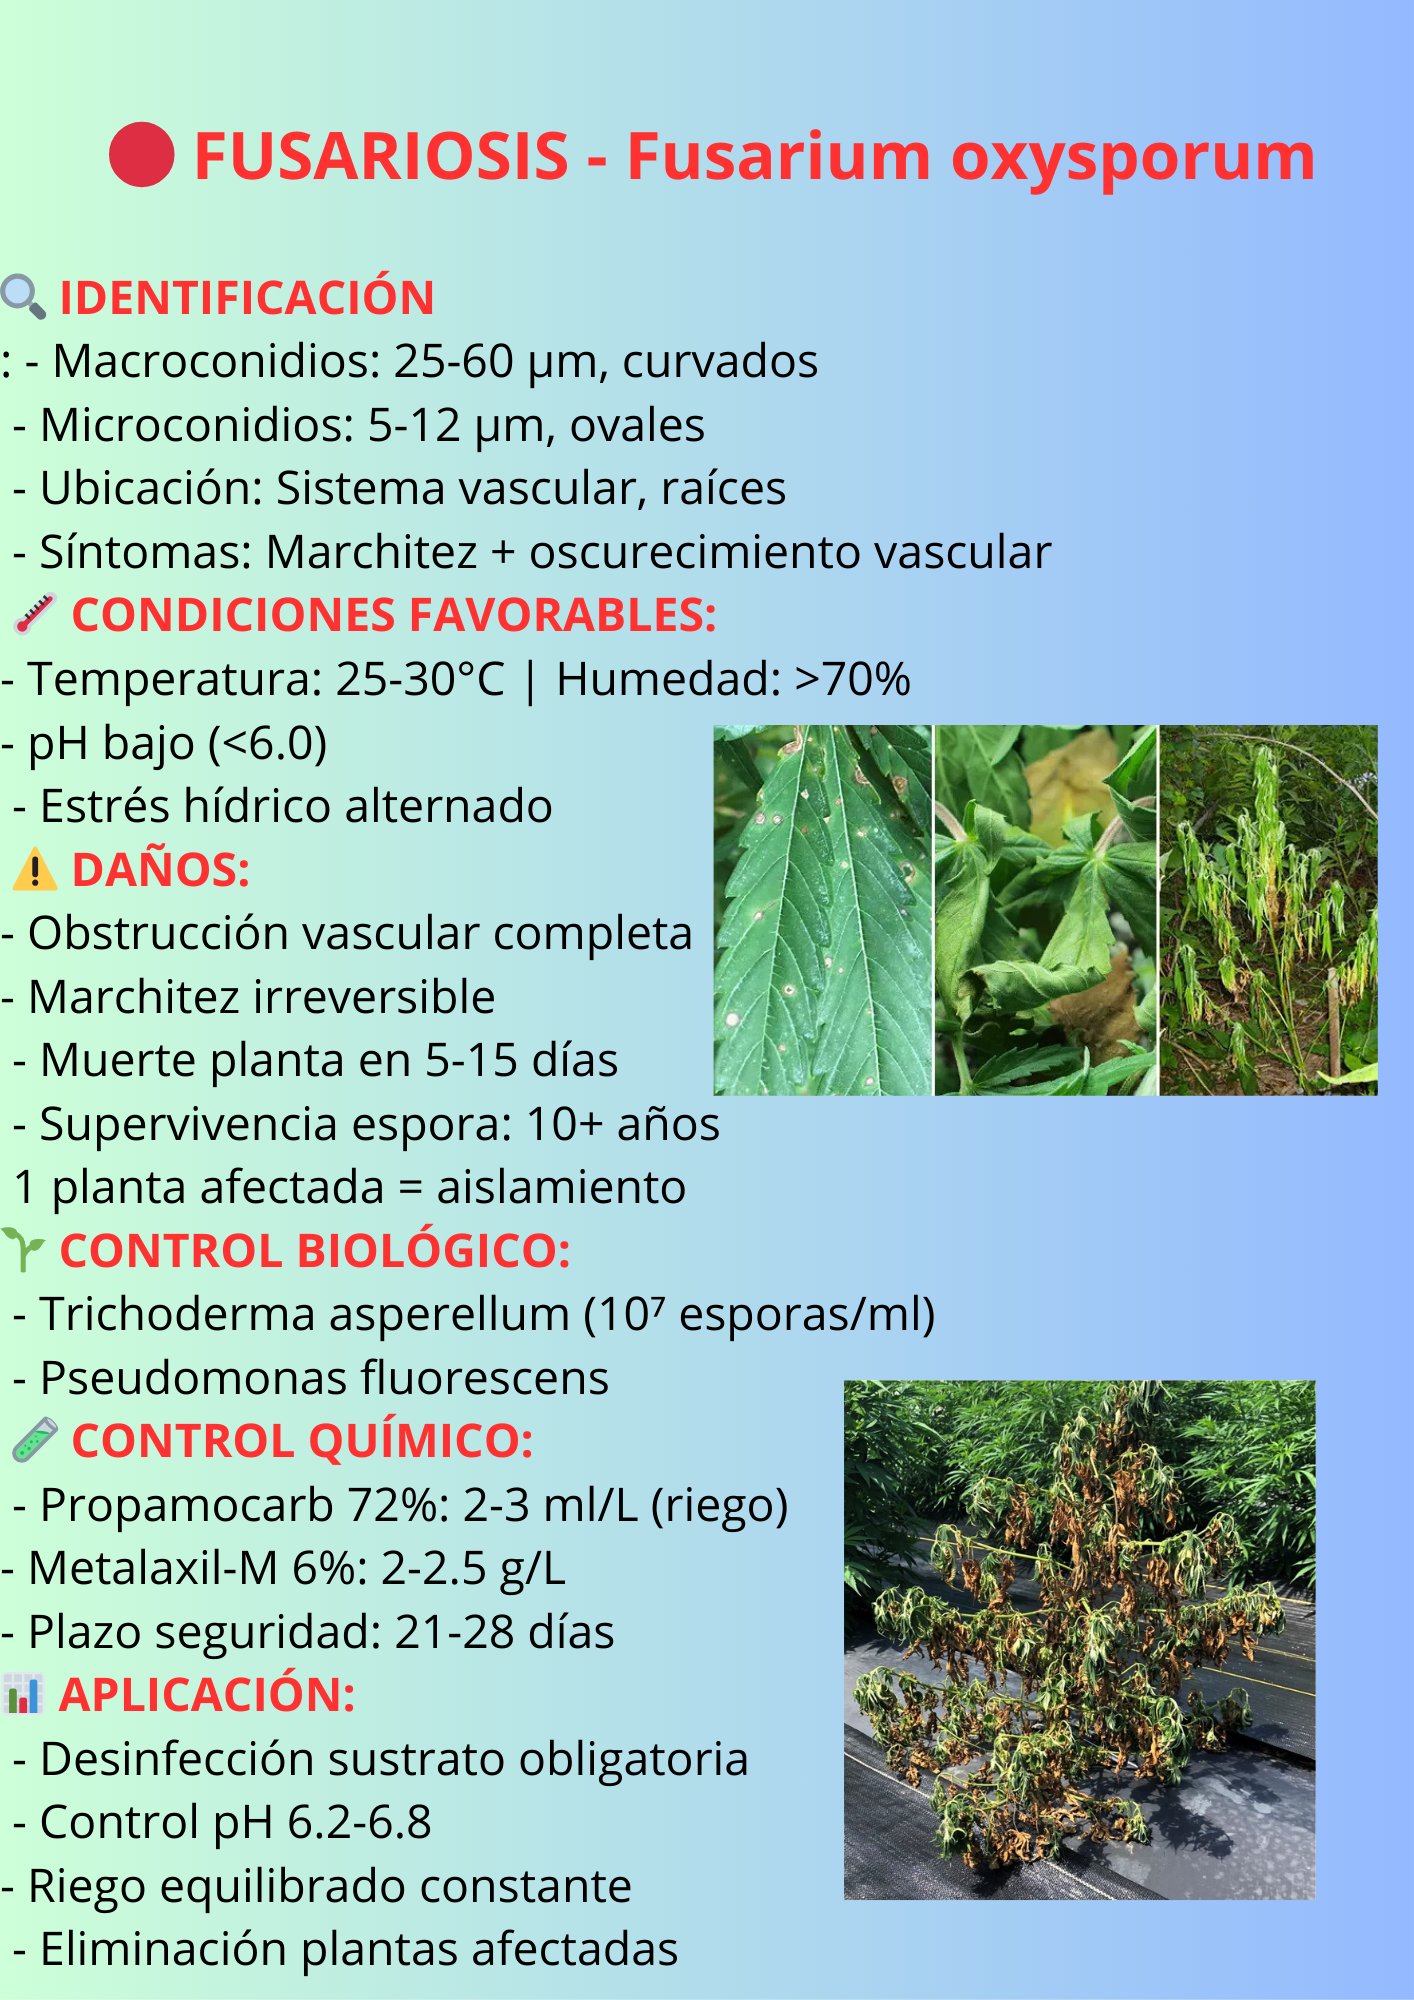 🔴 FUSARIOSIS - Fusarium oxysporum
🔍 IDENTIFICACIÓN
: - Macroconidios: 25-60 μm, curvados
- Microconidios: 5-12 μm, ovales
- Ubicación: Sistema vascular, raíces
- Síntomas: Marchitez + oscurecimiento vascular
🌡️ CONDICIONES FAVORABLES:
- Temperatura: 25-30°C | Humedad: >70%
- pH bajo (<6.0)
- Estrés hídrico alternado
⚠️ DAÑOS:
- Obstrucción vascular completa
- Marchitez irreversible
- Muerte planta en 5-15 días
- Supervivencia espora: 10+ años
1 planta afectada = aislamiento
🌱 CONTROL BIOLÓGICO:
- Trichoderma asperellum (10⁷ esporas/ml)
- Pseudomonas fluorescens
🧪 CONTROL QUÍMICO:
- Propamocarb 72%: 2-3 ml/L (riego)
- Metalaxil-M 6%: 2-2.5 g/L
- Plazo seguridad: 21-28 días
📊 APLICACIÓN:
- Desinfección sustrato obligatoria
- Control pH 6.2-6.8
- Riego equilibrado constante
- Eliminación plantas afectadas